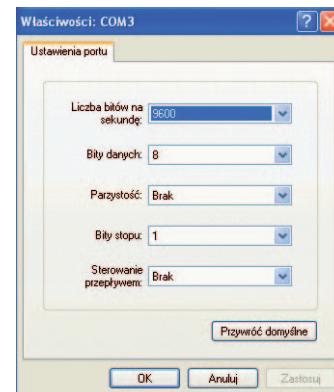 Właściwości: COM3
Ustawienia portu
Liczba bitów na sekundę: 9600
Bity danych: 8
Parzystość: Brak
Bity stopu: 1
Sterowanie przepływem: Brak
Przywróć domyślne
OK Anuluj Zastosuj